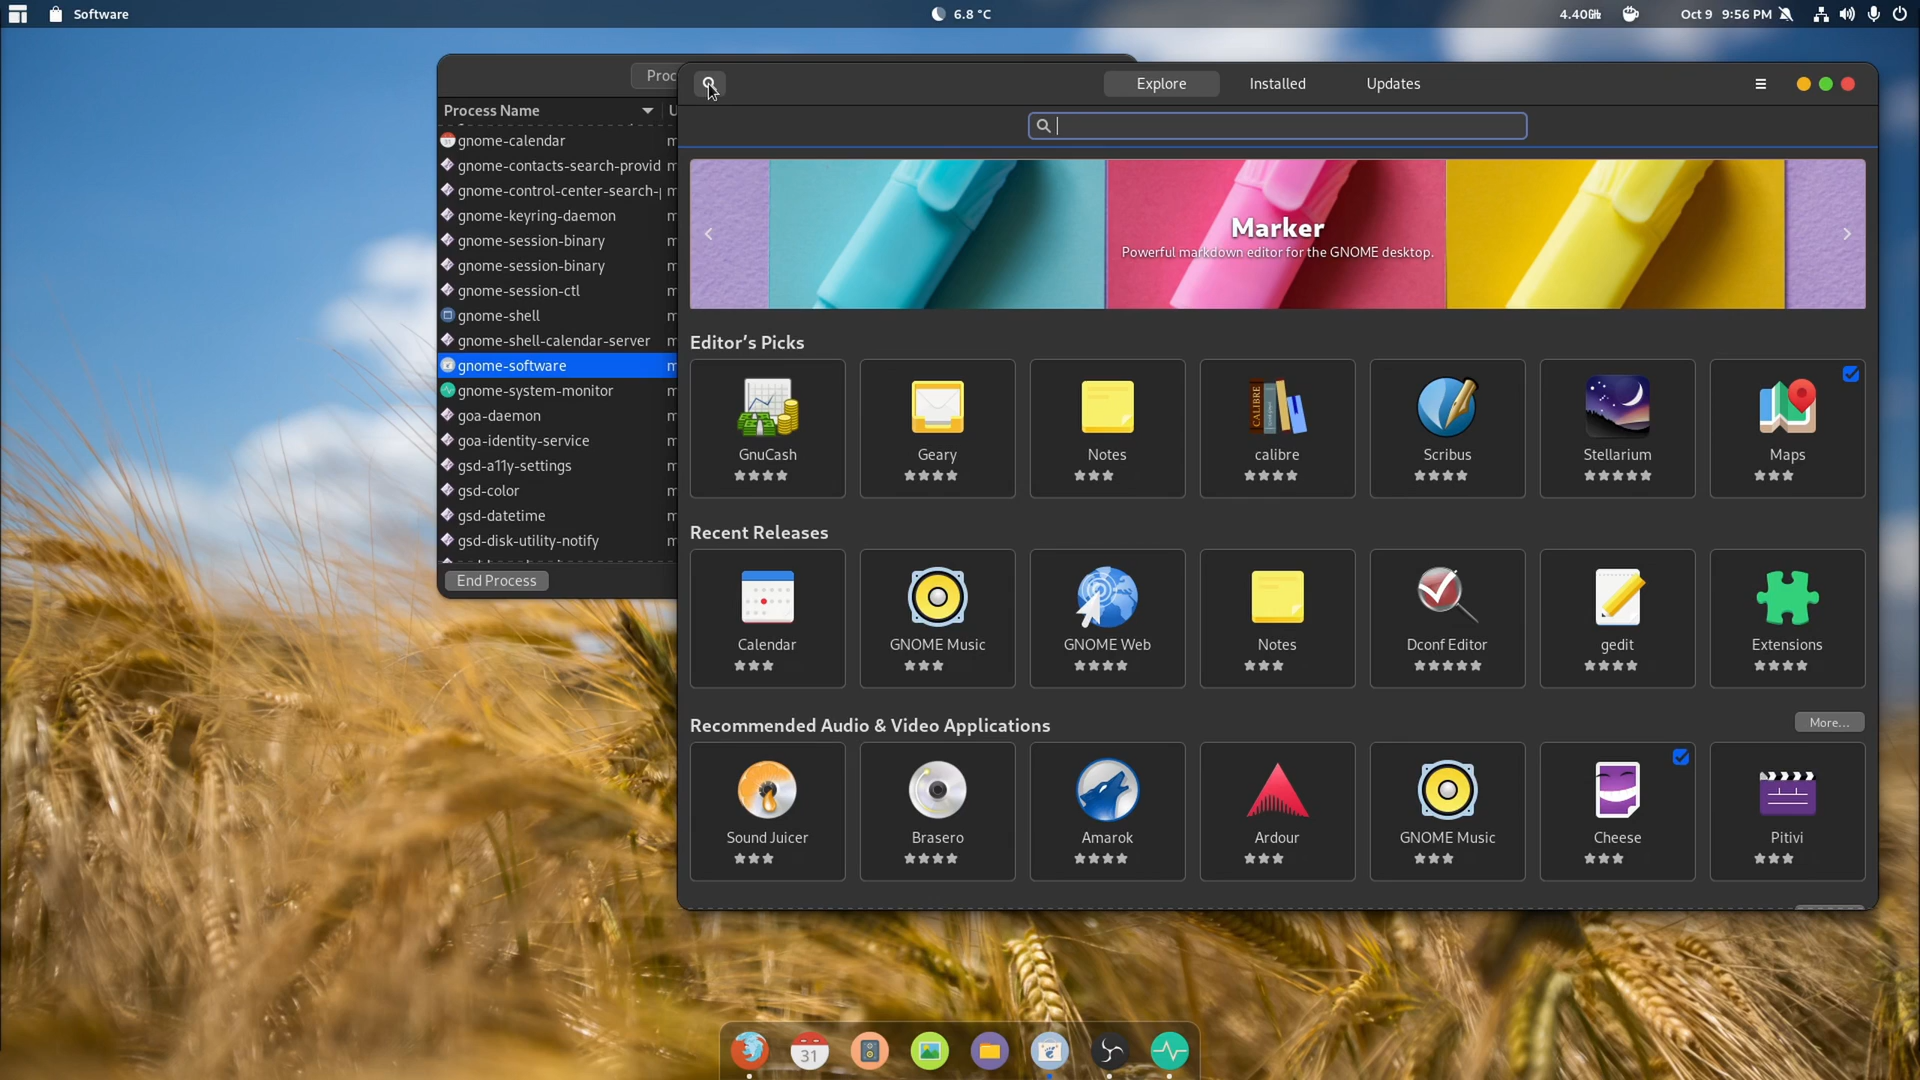 Software
6.8 °C
4.40GHz
Oct 9 9:56 PM
Process Name
gnome-calendar
gnome-contacts-search-provid
gnome-control-center-search-
gnome-keyring-daemon
gnome-session-binary
gnome-session-binary
gnome-session-ctl
gnome-shell
gnome-shell-calendar-server
gnome-software
gnome-system-monitor
goa-daemon
goa-identity-service
gsd-a11y-settings
gsd-color
gsd-datetime
gsd-disk-utility-notify
End Process
Explore
Installed
Updates
Marker
Powerful markdown editor for the GNOME desktop.
Editor’s Picks
GnuCash
Geary
Notes
CALIBRE
calibre
Scribus
Stellarium
Maps
Recent Releases
Calendar
GNOME Music
GNOME Web
Notes
Dconf Editor
gedit
Extensions
Recommended Audio & Video Applications
More...
Sound Juicer
Brasero
Amarok
Ardour
GNOME Music
Cheese
Pitivi
31